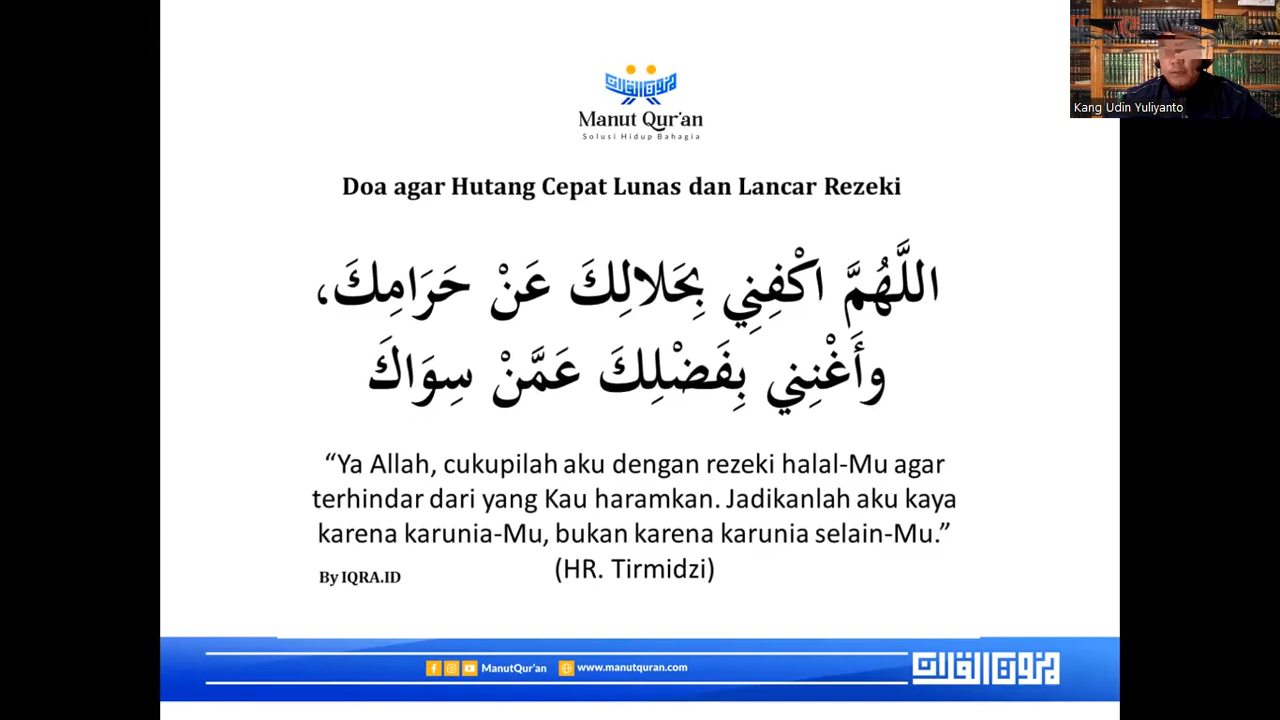 Kang Udin Yuliyanto
Manut Qur'an
Solusi Hidup Bahagia
Doa agar Hutang Cepat Lunas dan Lancar Rezeki
اللَّهُمَّ اكْفِنِي بِحَلالِكَ عَنْ حَرَامِكَ،
وأَغْنِنِي بِفَضْلِكَ عَمَّنْ سِوَاكَ
“Ya Allah, cukupilah aku dengan rezeki halal-Mu agar
terhindar dari yang Kau haramkan. Jadikanlah aku kaya
karena karunia-Mu, bukan karena karunia selain-Mu.”
(HR. Tirmidzi)
By IQRA.ID
ManutQur'an
www.manutquran.com